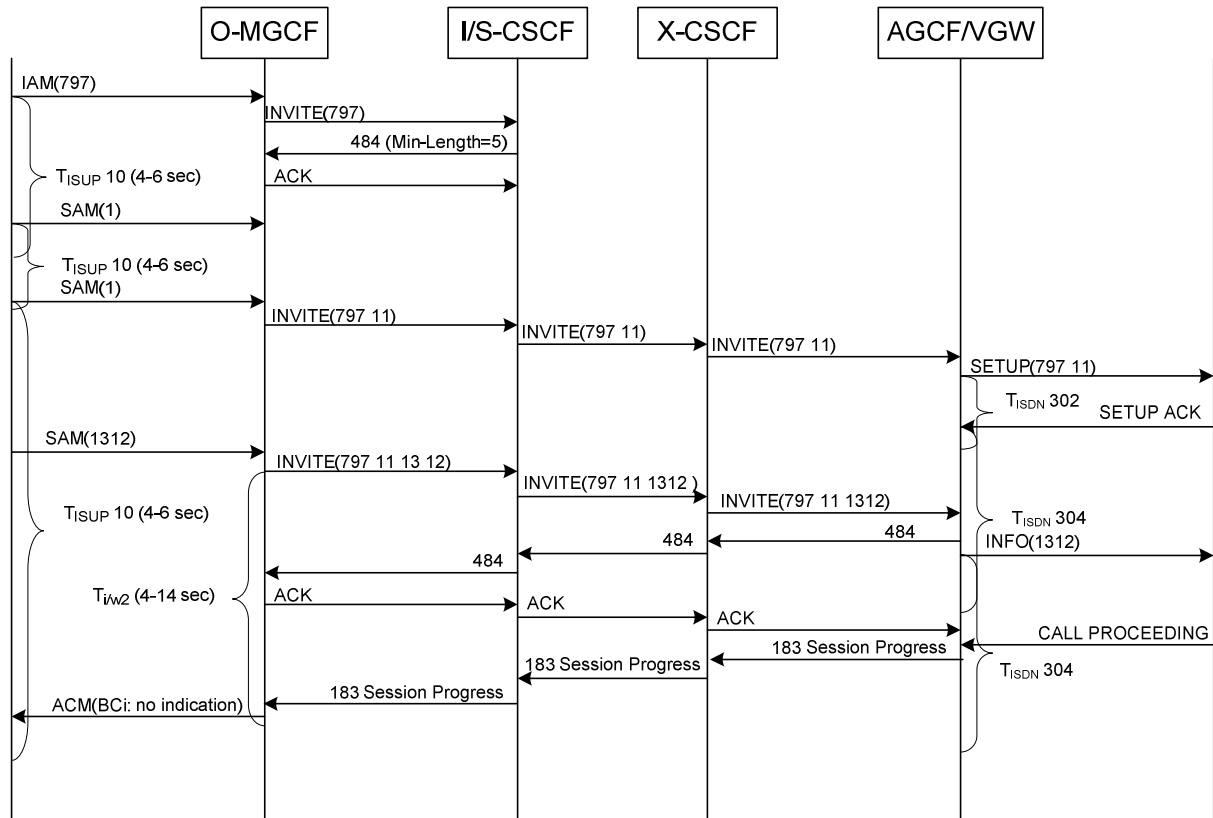 O-MGCF
I/S-CSCF
X-CSCF
AGCF/VGW
IAM(797)
INVITE(797)
484 (Min-Length=5)
TISUP 10 (4-6 sec)
ACK
SAM(1)
TISUP 10 (4-6 sec)
SAM(1)
INVITE(797 11)
INVITE(797 11)
INVITE(797 11)
SETUP(797 11)
TISDN 302
SETUP ACK
SAM(1312)
INVITE(797 11 13 12)
INVITE(797 11 1312 )
INVITE(797 11 1312)
TISUP 10 (4-6 sec)
TISDN 304
484
484
INFO(1312)
484
Ti/w2 (4-14 sec)
ACK
ACK
ACK
CALL PROCEEDING
183 Session Progress
183 Session Progress
TISDN 304
183 Session Progress
ACM(BCi: no indication)